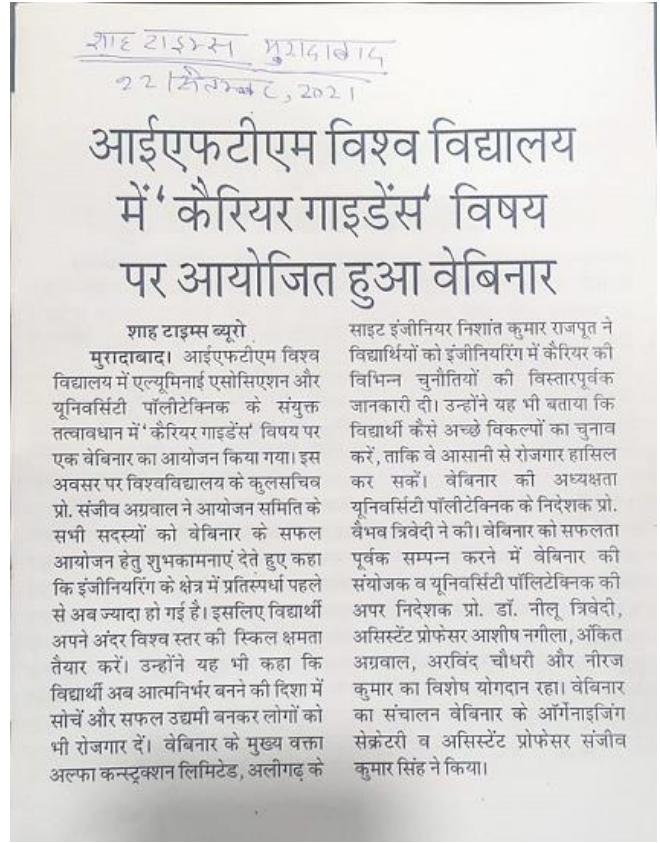 शाह टाइम्स मुरादाबाद
22 सितम्बर, 2021
आईएफटीएम विश्व विद्यालय
में ‘कैरियर गाइडेंस’ विषय
पर आयोजित हुआ वेबिनार
शाह टाइम्स ब्यूरो
मुरादाबाद। आईएफटीएम विश्व
विद्यालय में एल्यूमिनाई एसोसिएशन और
यूनिवर्सिटी पॉलीटेक्निक के संयुक्त
तत्वावधान में ‘कैरियर गाइडेंस’ विषय पर
एक वेबिनार का आयोजन किया गया। इस
अवसर पर विश्वविद्यालय के कुलसचिव
प्रो. संजीव अग्रवाल ने आयोजन समिति के
सभी सदस्यों को वेबिनार के सफल
आयोजन हेतु शुभकामनाएं देते हुए कहा
कि इंजीनियरिंग के क्षेत्र में प्रतिस्पर्धा पहले
से अब ज्यादा हो गई है। इसलिए विद्यार्थी
अपने अंदर विश्व स्तर की स्किल क्षमता
तैयार करें। उन्होंने यह भी कहा कि
विद्यार्थी अब आत्मनिर्भर बनने की दिशा में
सोचें और सफल उद्यमी बनकर लोगों को
भी रोजगार दें। वेबिनार के मुख्य वक्ता
अल्फा कन्स्ट्रक्शन लिमिटेड, अलीगढ़ के
साइट इंजीनियर निशांत कुमार राजपूत ने
विद्यार्थियों को इंजीनियरिंग में कैरियर की
विभिन्न चुनौतियों की विस्तारपूर्वक
जानकारी दी। उन्होंने यह भी बताया कि
विद्यार्थी कैसे अच्छे विकल्पों का चुनाव
करें, ताकि वे आसानी से रोजगार हासिल
कर सकें। वेबिनार की अध्यक्षता
यूनिवर्सिटी पॉलीटेक्निक के निदेशक प्रो.
वैभव त्रिवेदी ने की। वेबिनार को सफलता
पूर्वक सम्पन्न करने में वेबिनार की
संयोजक व यूनिवर्सिटी पॉलिटेक्निक की
अपर निदेशक प्रो. डॉ. नीलू त्रिवेदी,
असिस्टेंट प्रोफेसर आशीष नगीला, अंकित
अग्रवाल, अरविंद चौधरी और नीरज
कुमार का विशेष योगदान रहा। वेबिनार
का संचालन वेबिनार के ऑर्गेनाइजिंग
सेक्रेटरी व असिस्टेंट प्रोफेसर संजीव
कुमार सिंह ने किया।